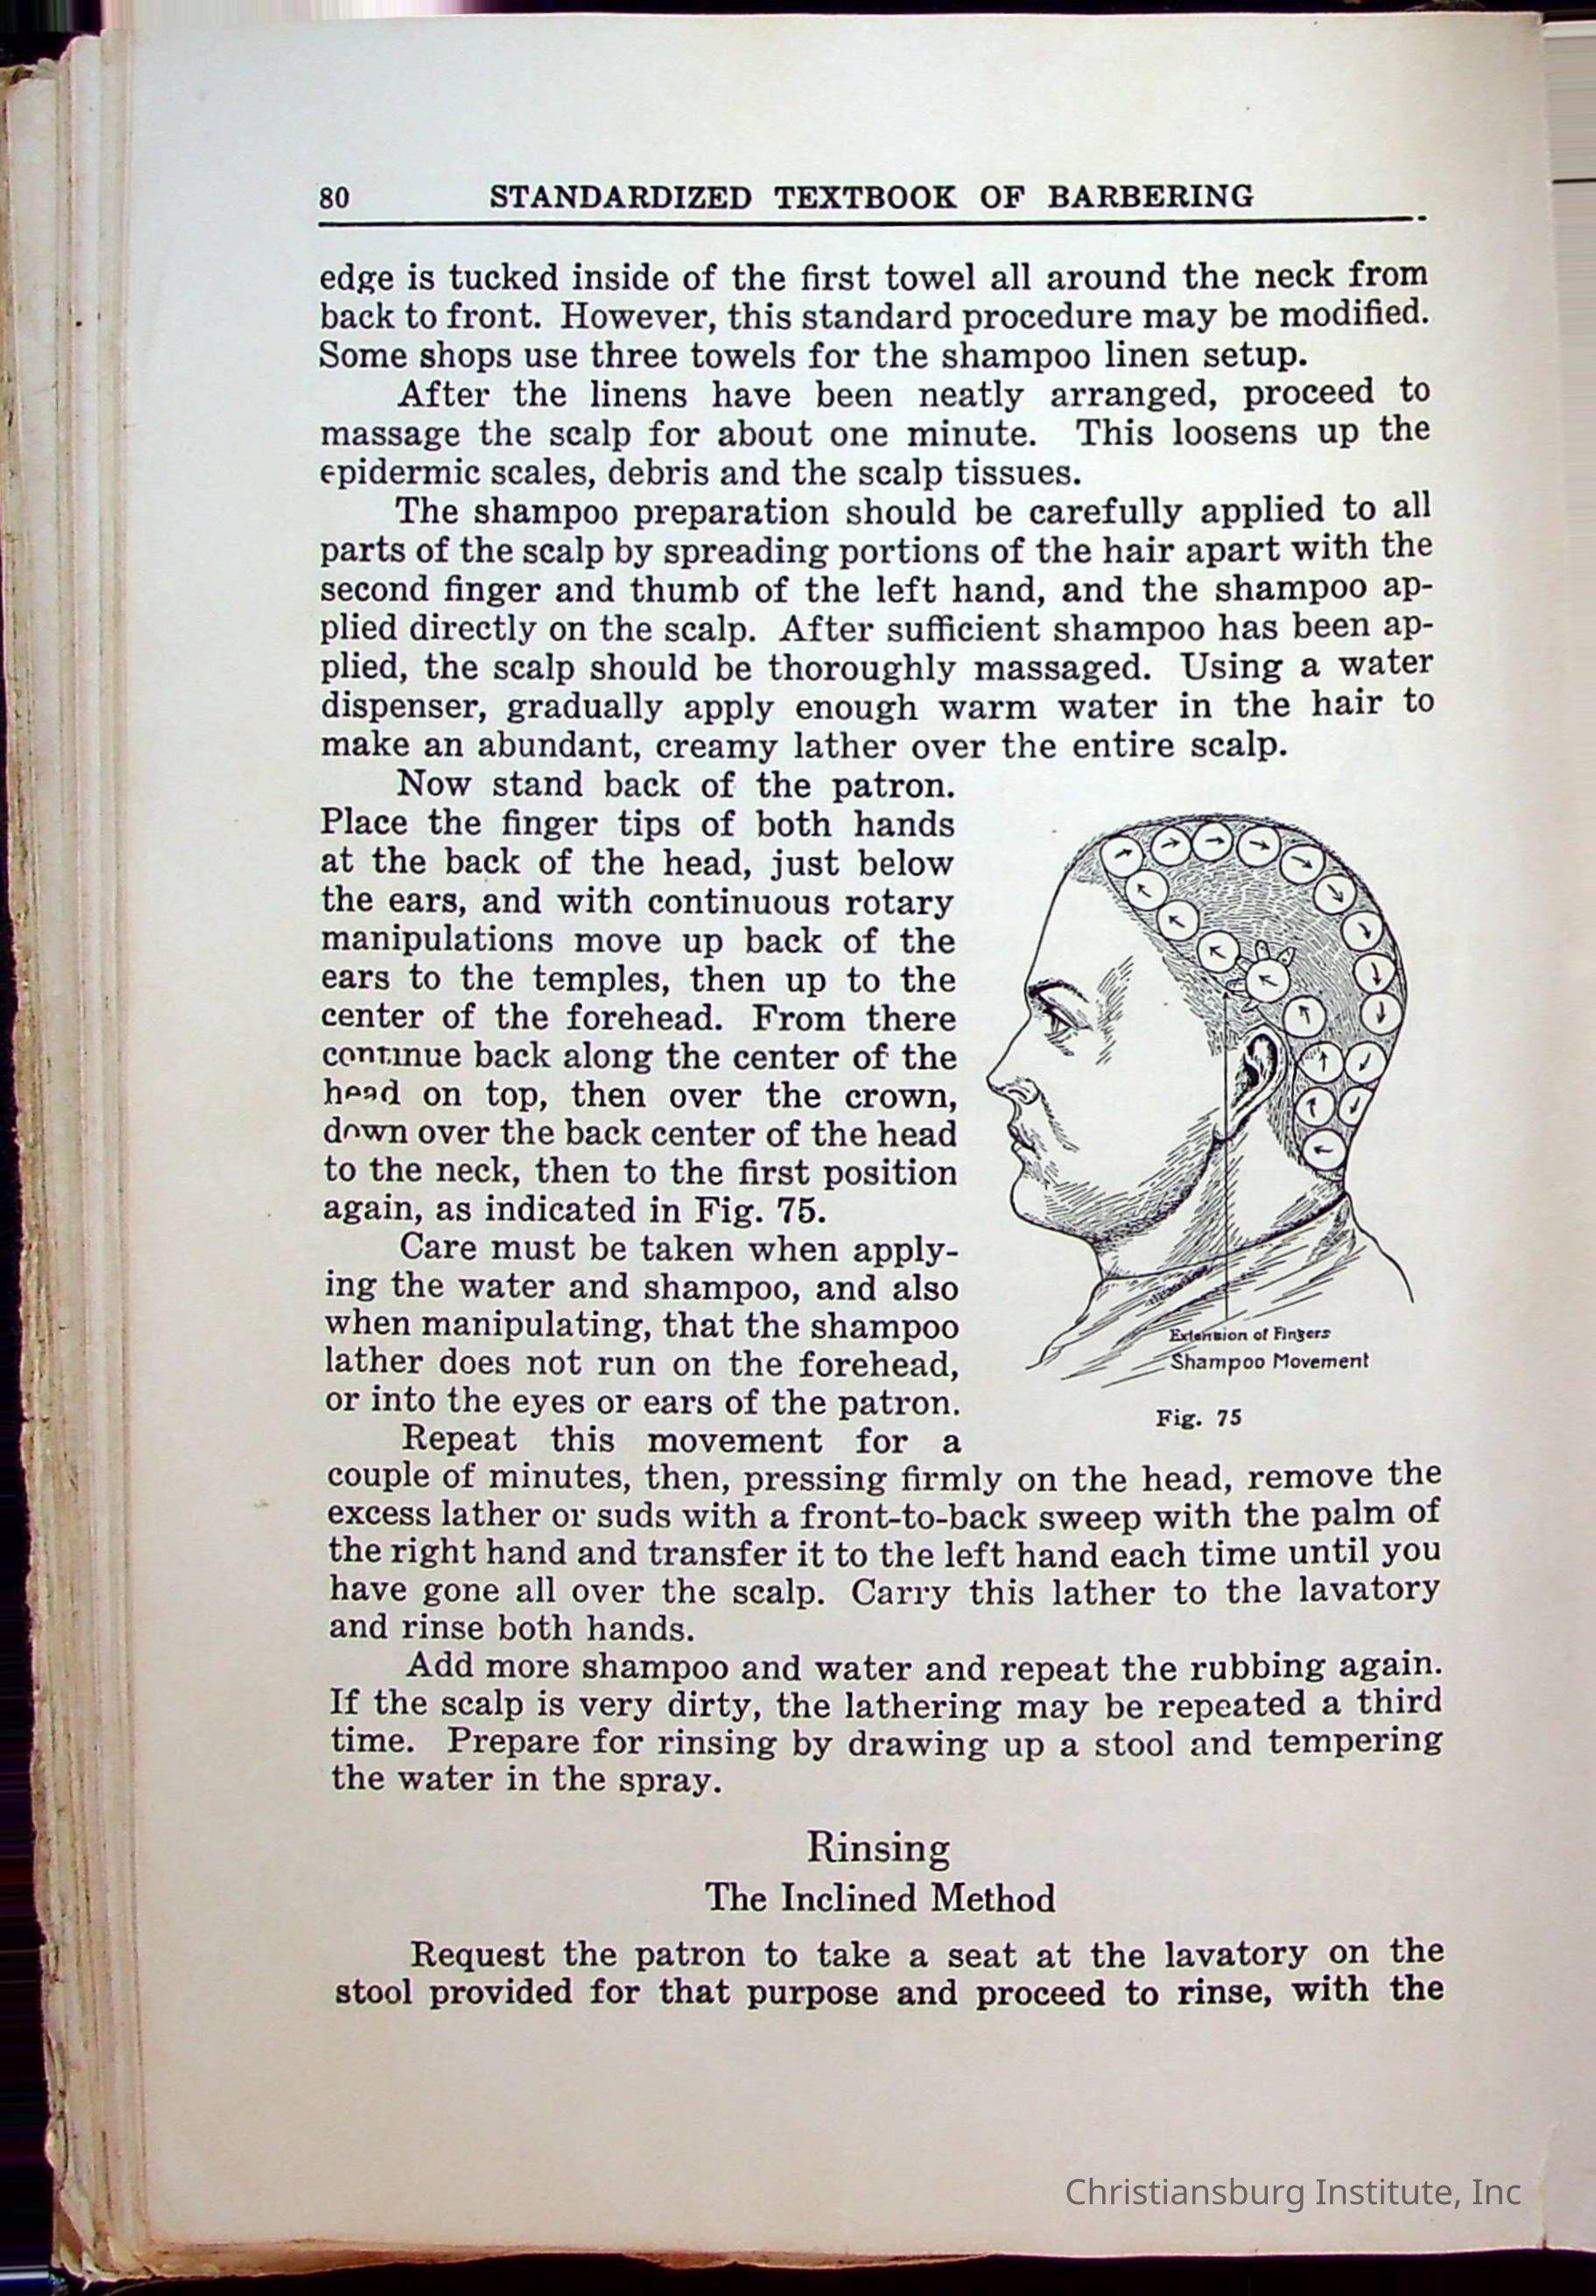 80 STANDARDIZED TEXTBOOK OF BARBERING
edge is tucked inside of the first towel all around the neck from
back to front. However, this standard procedure may be modified.
Some shops use three towels for the shampoo linen setup.
After the linens have been neatly arranged, proceed to
massage the scalp for about one minute. This loosens up the
epidermic scales, debris and the scalp tissues.
The shampoo preparation should be carefully applied to all
parts of the scalp by spreading portions of the hair apart with the
second finger and thumb of the left hand, and the shampoo ap-
plied directly on the scalp. After sufficient shampoo has been ap-
plied, the scalp should be thoroughly massaged. Using a water
dispenser, gradually apply enough warm water in the hair to
make an abundant, creamy lather over the entire scalp.
Now stand back of the patron.
Place the finger tips of both hands
at the back of the head, just below
the ears, and with continuous rotary
manipulations move up back of the
ears to the temples, then up to the
center of the forehead. From there
continue back along the center of the
head on top, then over the crown,
down over the back center of the head
to the neck, then to the first position
again, as indicated in Fig. 75.
Care must be taken when apply-
ing the water and shampoo, and also
when manipulating, that the shampoo
lather does not run on the forehead,
or into the eyes or ears of the patron.
Extension of Fingers
Shampoo Movement
Fig. 75
Repeat this movement for a
couple of minutes, then, pressing firmly on the head, remove the
excess lather or suds with a front-to-back sweep with the palm of
the right hand and transfer it to the left hand each time until you
have gone all over the scalp. Carry this lather to the lavatory
and rinse both hands.
Add more shampoo and water and repeat the rubbing again.
If the scalp is very dirty, the lathering may be repeated a third
time. Prepare for rinsing by drawing up a stool and tempering
the water in the spray.
Rinsing
The Inclined Method
Request the patron to take a seat at the lavatory on the
stool provided for that purpose and proceed to rinse, with the
Christiansburg Institute, Inc